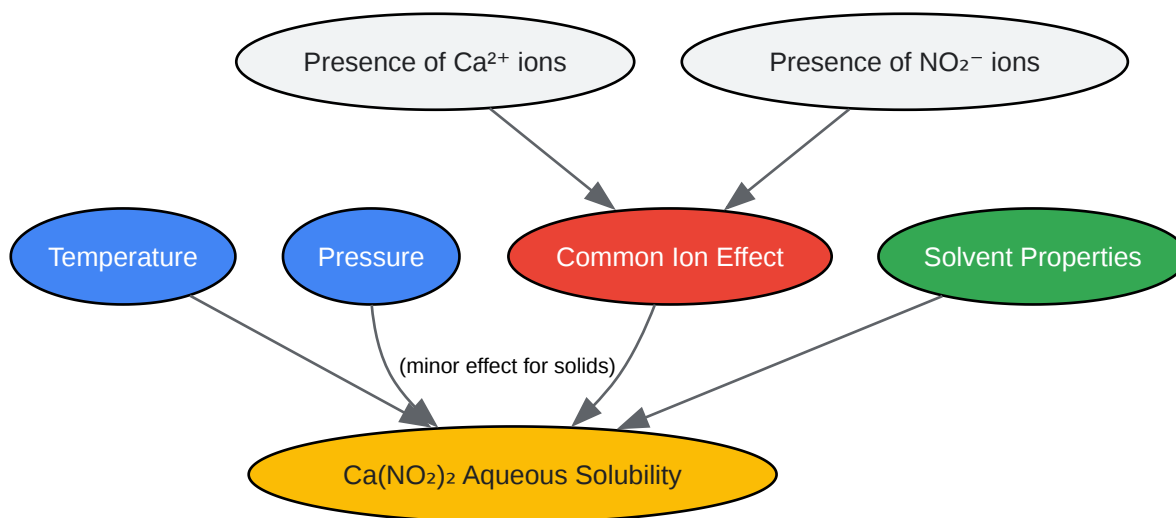 Presence of Ca²⁺ ions
Presence of NO₂⁻ ions
Temperature
Pressure
Common Ion Effect
Solvent Properties
(minor effect for solids)
Ca(NO₂)₂ Aqueous Solubility